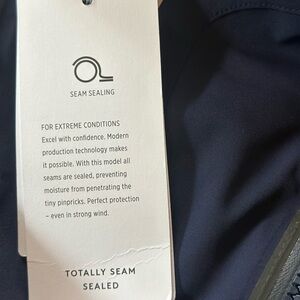 SEAM SEALING
FOR EXTREME CONDITIONS
Excel with confidence. Modern
production technology makes
it possible. With this model all
seams are sealed, preventing
moisture from penetrating the
tiny pinpricks. Perfect protection
– even in strong wind.
TOTALLY SEAM
SEALED